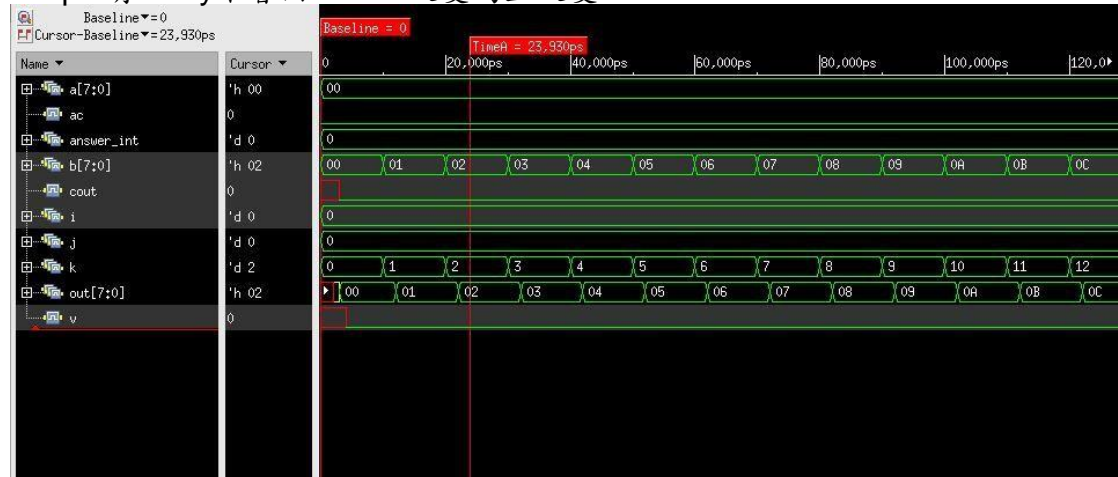 Baseline▼=0
Cursor-Baseline▼=23,930ps
Baseline = 0
TimeA = 23,930ps
Name ▼ Cursor ▼ 0 20,000ps 40,000ps 60,000ps 80,000ps 100,000ps 120,0
a[7:0] 'h 00 00
ac 0
answer_int 'd 0 0
b[7:0] 'h 02 00 01 02 03 04 05 06 07 08 09 0A 0B 0C
cout 0
i 'd 0 0
j 'd 0 0
k 'd 2 0 1 2 3 4 5 6 7 8 9 10 11 12
out[7:0] 'h 02 00 01 02 03 04 05 06 07 08 09 0A 0B 0C
v 0